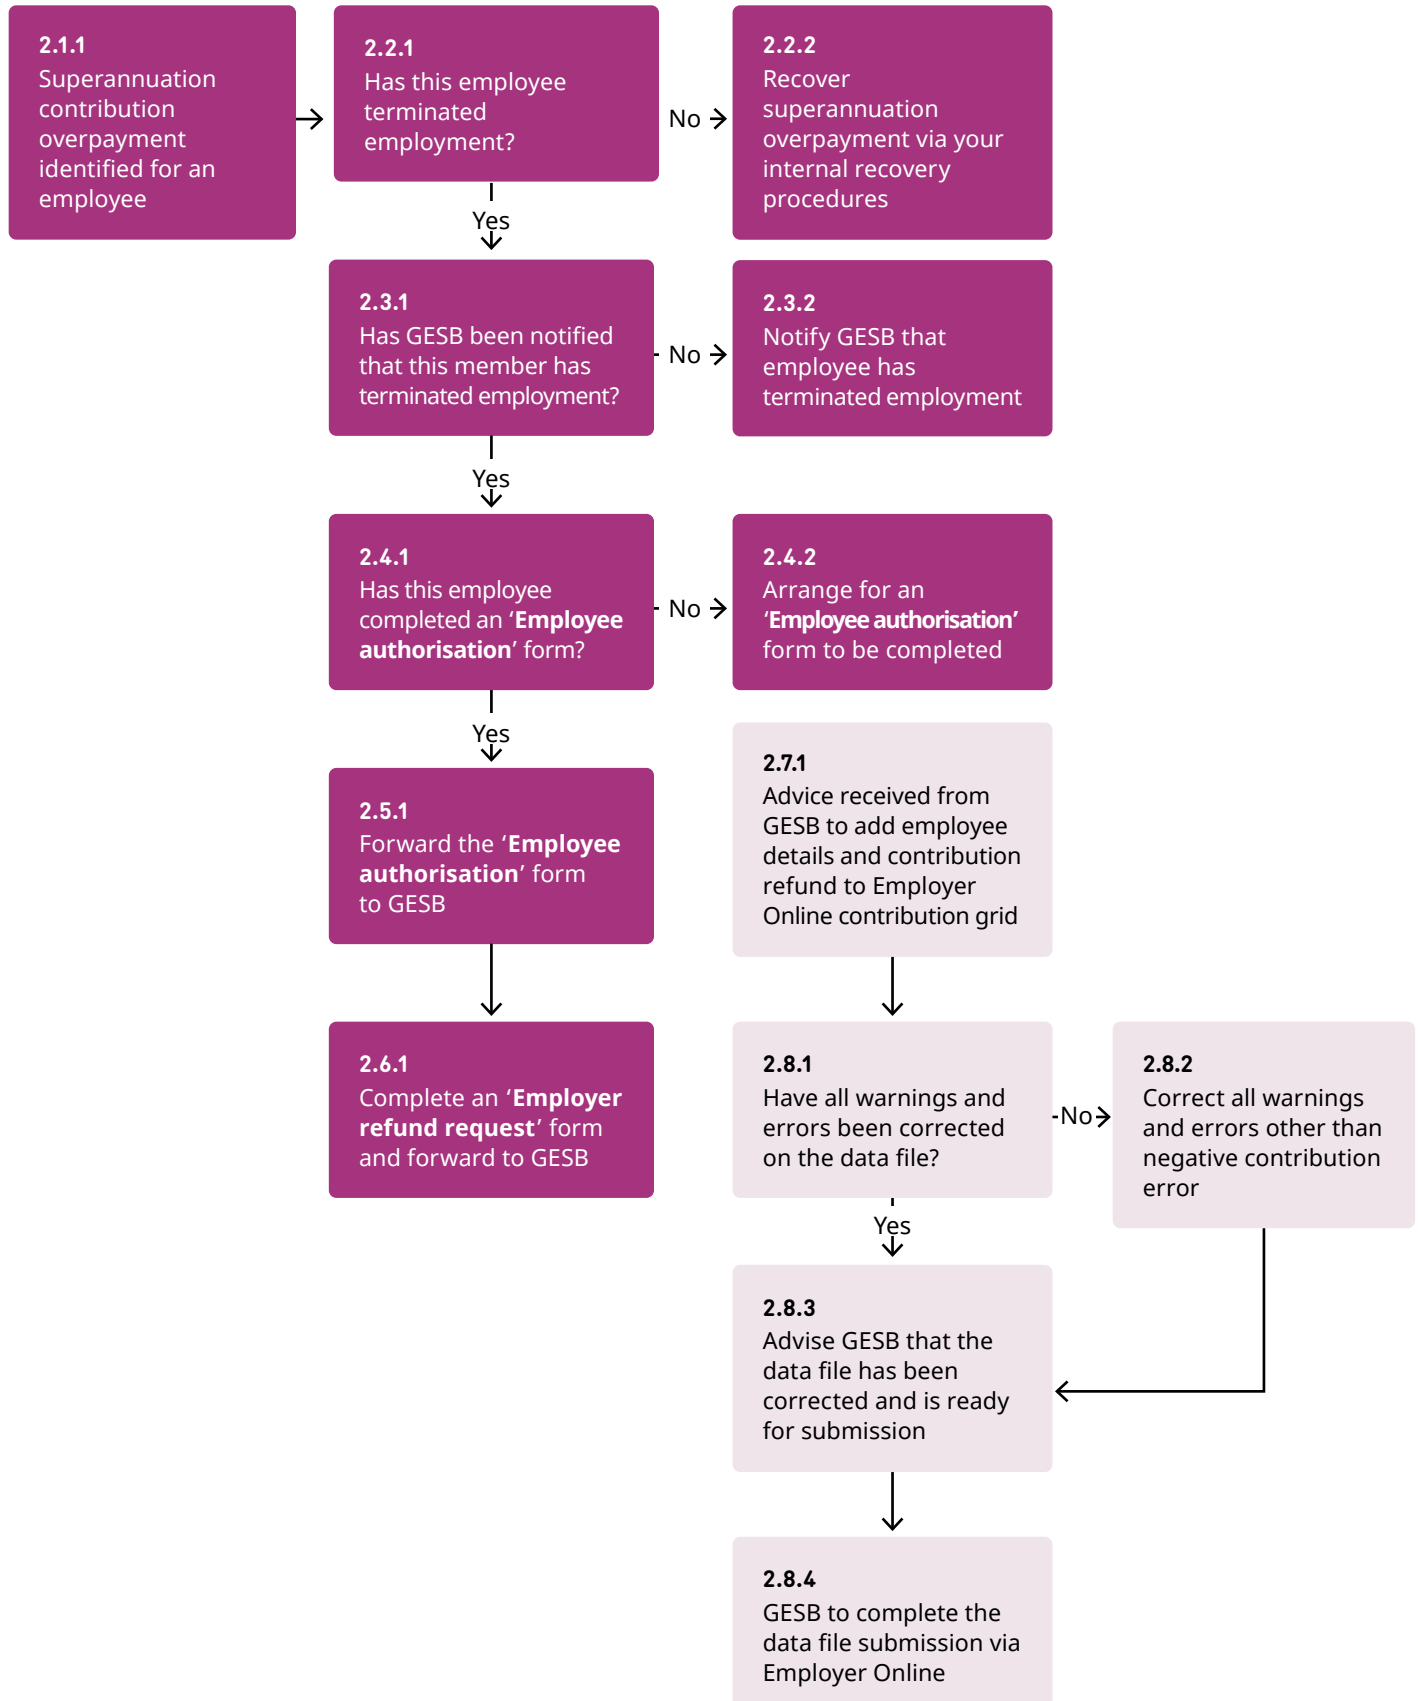 2.1.1
Superannuation
contribution
overpayment
identified for an
employee
2.2.1
Has this employee
terminated
employment?
No
2.2.2
Recover
superannuation
overpayment via your
internal recovery
procedures
Yes
2.3.1
Has GESB been notified
that this member has
terminated employment?
No
2.3.2
Notify GESB that
employee has
terminated employment
Yes
2.4.1
Has this employee
completed an ‘Employee
authorisation’ form?
No
2.4.2
Arrange for an
‘Employee authorisation’
form to be completed
Yes
2.5.1
Forward the ‘Employee
authorisation’ form
to GESB
2.6.1
Complete an ‘Employer
refund request’ form
and forward to GESB
2.7.1
Advice received from
GESB to add employee
details and contribution
refund to Employer
Online contribution grid
2.8.1
Have all warnings and
errors been corrected
on the data file?
No
2.8.2
Correct all warnings
and errors other than
negative contribution
error
Yes
2.8.3
Advise GESB that the
data file has been
corrected and is ready
for submission
2.8.4
GESB to complete the
data file submission via
Employer Online